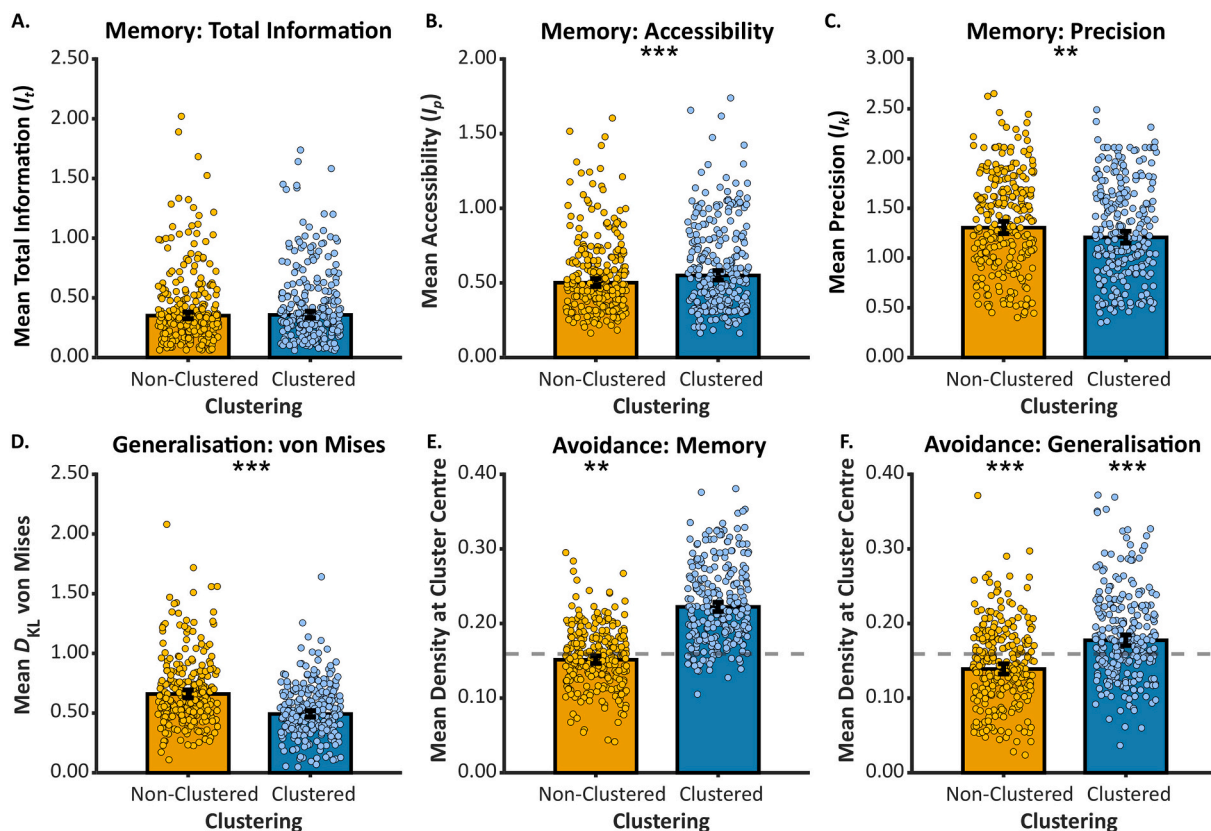 A.
Memory: Total Information
Mean Total Information (It)
2.50
2.00
1.50
1.00
0.50
0.00
Non-Clustered
Clustered
Clustering
B.
Memory: Accessibility
***
Mean Accessibility (Ip)
2.00
1.50
1.00
0.50
0.00
Non-Clustered
Clustered
Clustering
C.
Memory: Precision
**
Mean Precision (Ik)
3.00
2.50
2.00
1.50
1.00
0.50
0.00
Non-Clustered
Clustered
Clustering
D.
Generalisation: von Mises
***
Mean DKL von Mises
2.50
2.00
1.50
1.00
0.50
0.00
Non-Clustered
Clustered
Clustering
E.
Avoidance: Memory
**
Mean Density at Cluster Centre
0.40
0.30
0.20
0.10
0.00
Non-Clustered
Clustered
Clustering
F.
Avoidance: Generalisation
*** ***
Mean Density at Cluster Centre
0.40
0.30
0.20
0.10
0.00
Non-Clustered
Clustered
Clustering